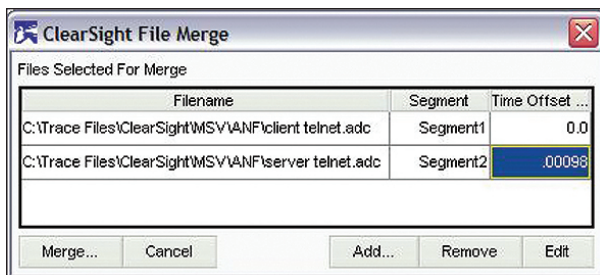 ClearSight File Merge
Files Selected For Merge
Filename Segment Time Offset ...
C:\Trace Files\ClearSight\MSV\ANF\client telnet.adc Segment1 0.0
C:\Trace Files\ClearSight\MSV\ANF\server telnet.adc Segment2 .00098
Merge... Cancel Add... Remove Edit